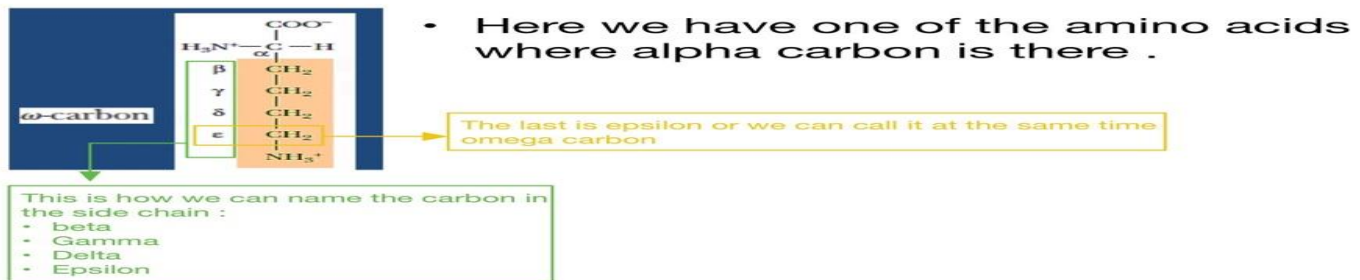 COO⁻
H₃N⁺—C—H
α
β CH₂
γ CH₂
δ CH₂
ω-carbon
ε CH₂
NH₃⁺
• Here we have one of the amino acids
where alpha carbon is there .
The last is epsilon or we can call it at the same time
omega carbon
This is how we can name the carbon in
the side chain :
• beta
• Gamma
• Delta
• Epsilon